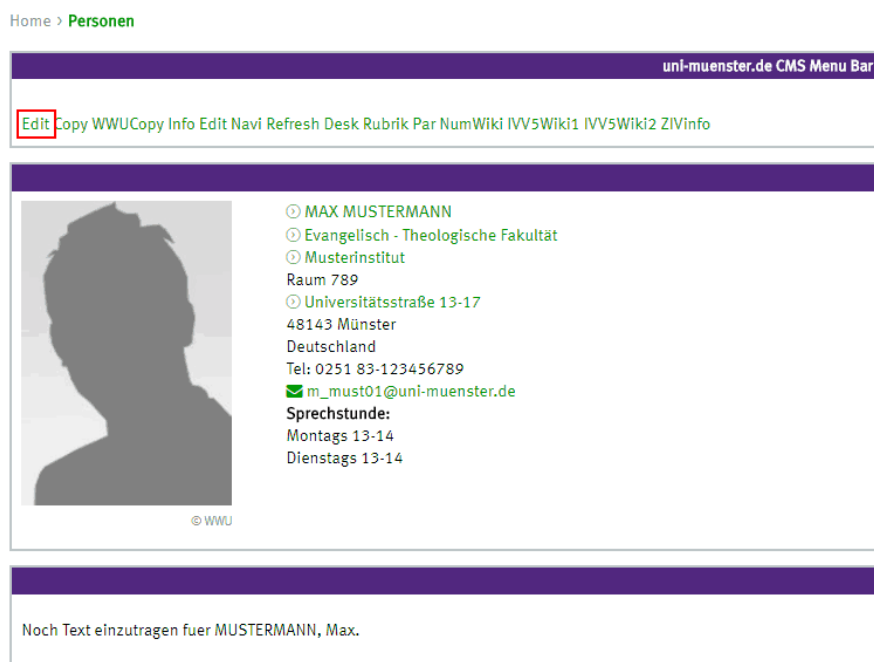 Home > Personen
uni-muenster.de CMS Menu Bar
Edit Copy WWUCopy Info Edit Navi Refresh Desk Rubrik Par NumWiki IVV5Wiki1 IVV5Wiki2 ZIVinfo
MAX MUSTERMANN
Evangelisch - Theologische Fakultät
Musterinstitut
Raum 789
Universitätsstraße 13-17
48143 Münster
Deutschland
Tel: 0251 83-123456789
m_must01@uni-muenster.de
Sprechstunde:
Montags 13-14
Dienstags 13-14
© WWU
Noch Text einzutragen fuer MUSTERMANN, Max.